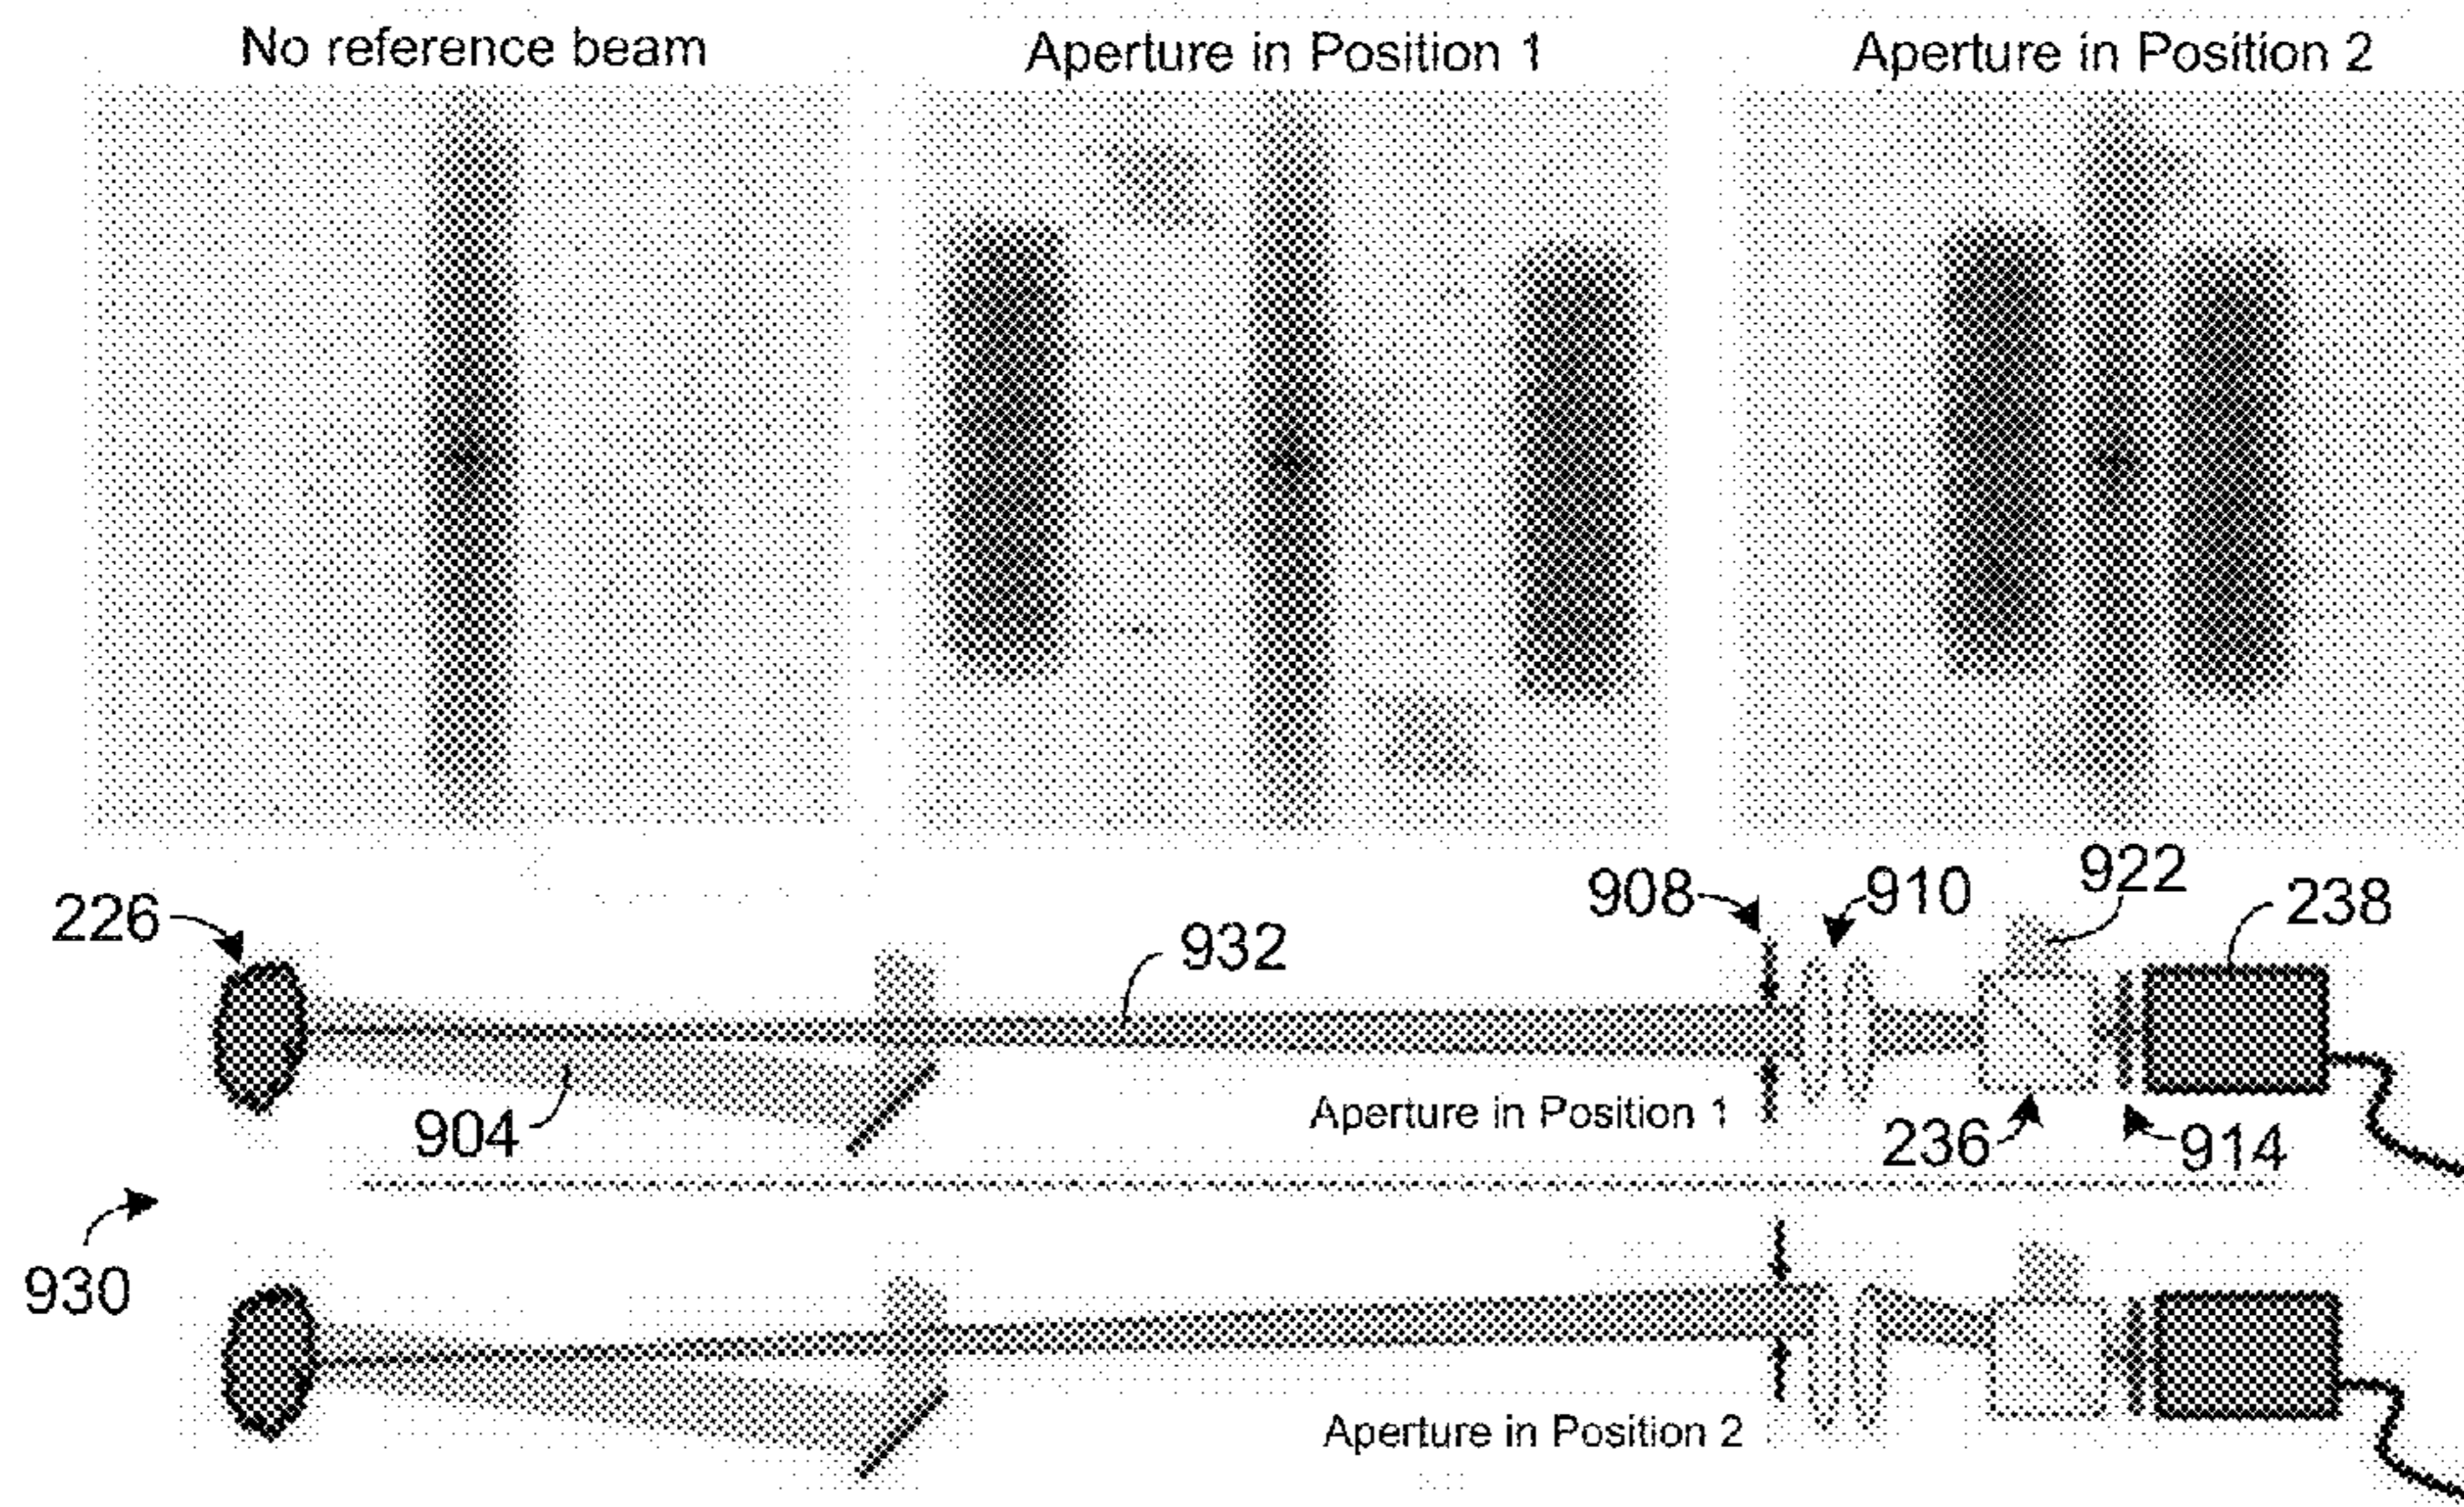 No reference beam
Aperture in Position 1
Aperture in Position 2
908
910
922
238
226
932
904
Aperture in Position 1
236
914
930
Aperture in Position 2